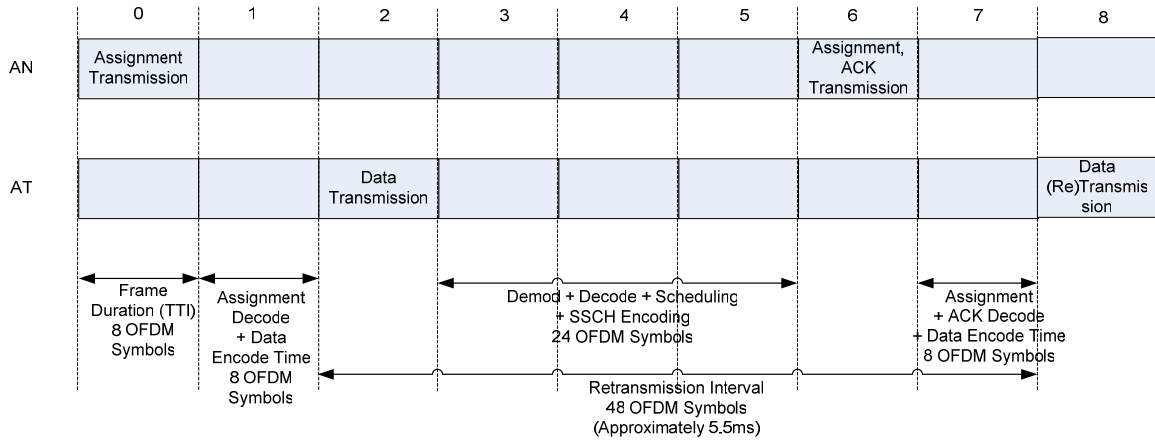 0 1 2 3 4 5 6 7 8
AN
Assignment
Transmission
Assignment,
ACK
Transmission
AT
Data
Transmission
Data
(Re)Transmis
sion
Frame
Duration (TTI)
8 OFDM
Symbols
Assignment
Decode
+ Data
Encode Time
8 OFDM
Symbols
Demod + Decode + Scheduling
+ SSCH Encoding
24 OFDM Symbols
Assignment
+ ACK Decode
+ Data Encode Time
8 OFDM Symbols
Retransmission Interval
48 OFDM Symbols
(Approximately 5.5ms)